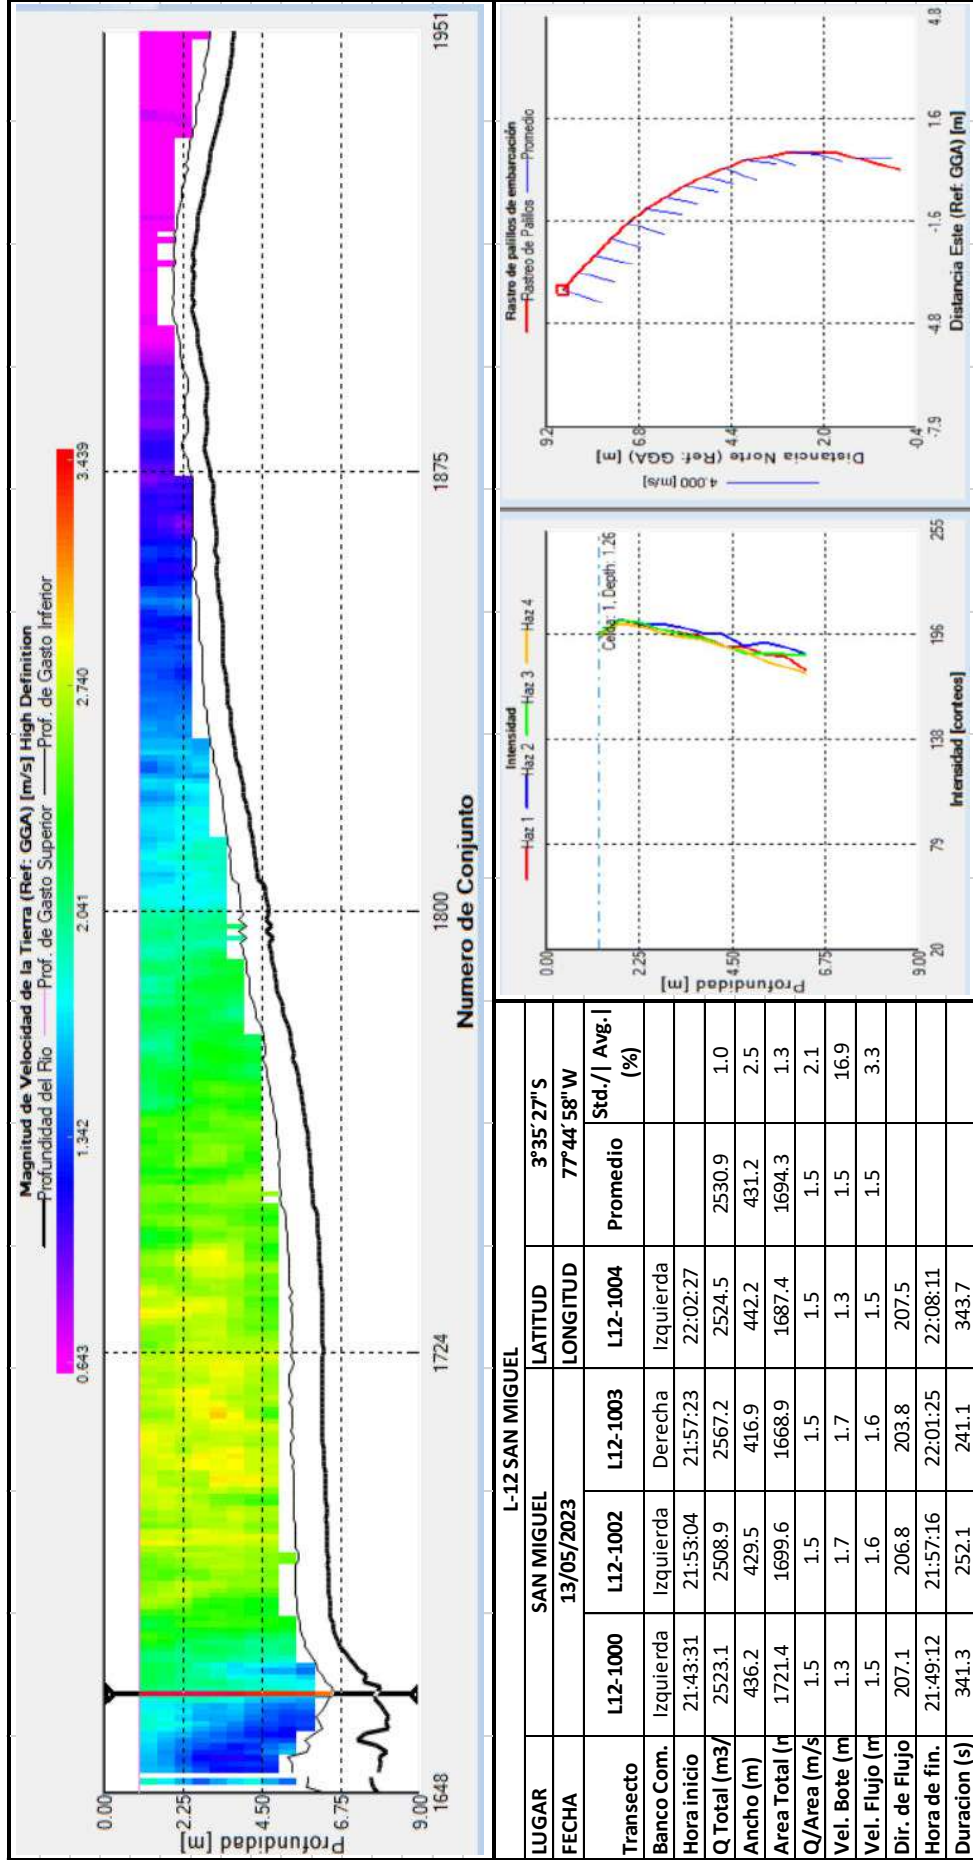 Magnitud de Velocidad de la Tierra (Ref: GGA) [m/s] High Definition
Profundidad del Rio Prof. de Gasto Superior Prof. de Gasto Inferior
0.643 1.342 2.041 2.740 3.439
0.00
2.25
4.50
6.75
9.00
Profundidad [m]
1648 1724 1800 1875 1951
Numero de Conjunto
L-12 SAN MIGUEL
LUGAR SAN MIGUEL LATITUD 3°35´27"S
FECHA 13/05/2023 LONGITUD 77°44´58"W
Transecto L12-1000 L12-1002 L12-1003 L12-1004 Promedio Std./| Avg.| (%)
Banco Com. Izquierda Izquierda Derecha Izquierda
Hora inicio 21:43:31 21:53:04 21:57:23 22:02:27
Q Total (m3/ 2523.1 2508.9 2567.2 2524.5 2530.9 1.0
Ancho (m) 436.2 429.5 416.9 442.2 431.2 2.5
Area Total (m 1721.4 1699.6 1668.9 1687.4 1694.3 1.3
Q/Area (m/s 1.5 1.5 1.5 1.5 1.5 2.1
Vel. Bote (m 1.3 1.7 1.7 1.3 1.5 16.9
Vel. Flujo (m 1.5 1.6 1.6 1.5 1.5 3.3
Dir. de Flujo 207.1 206.8 203.8 207.5
Hora de fin. 21:49:12 21:57:16 22:01:25 22:08:11
Duracion (s) 341.3 252.1 241.1 343.7
Intensidad
Haz 1 Haz 2 Haz 3 Haz 4
0.00
2.25
4.50
6.75
9.00
Profundidad [m]
Celda: 1, Depth: 1.26
20 79 138 196 255
Intensidad [conteos]
Rastro de palillos de embarcación
Rastreo de Palillos Promedio
9.2
6.8
4.4
2.0
-0.4
Distancia Norte (Ref: GGA) [m]
4.000 [m/s]
-7.9 -4.8 -1.6 1.6 4.8
Distancia Este (Ref: GGA) [m]